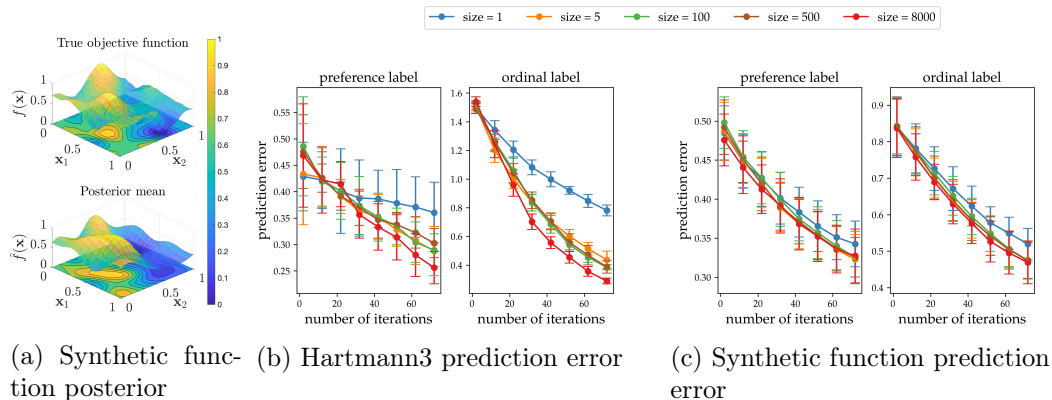 size = 1 size = 5 size = 100 size = 500 size = 8000
True objective function
f(x)
1
0.5
0
0
0.5
1
0
0.5
1
x₁
x₂
Posterior mean
f̂(x)
1
0.5
0
0
0.5
1
0
0.5
1
x₁
x₂
1
0.9
0.8
0.7
0.6
0.5
0.4
0.3
0.2
0.1
0
preference label
prediction error
0.55
0.50
0.45
0.40
0.35
0.30
0.25
0 20 40 60
number of iterations
ordinal label
1.6
1.4
1.2
1.0
0.8
0.6
0.4
0 20 40 60
number of iterations
preference label
prediction error
0.50
0.45
0.40
0.35
0.30
0 20 40 60
number of iterations
ordinal label
0.9
0.8
0.7
0.6
0.5
0.4
0 20 40 60
number of iterations
(a) Synthetic func-
tion posterior
(b) Hartmann3 prediction error
(c) Synthetic function prediction
error